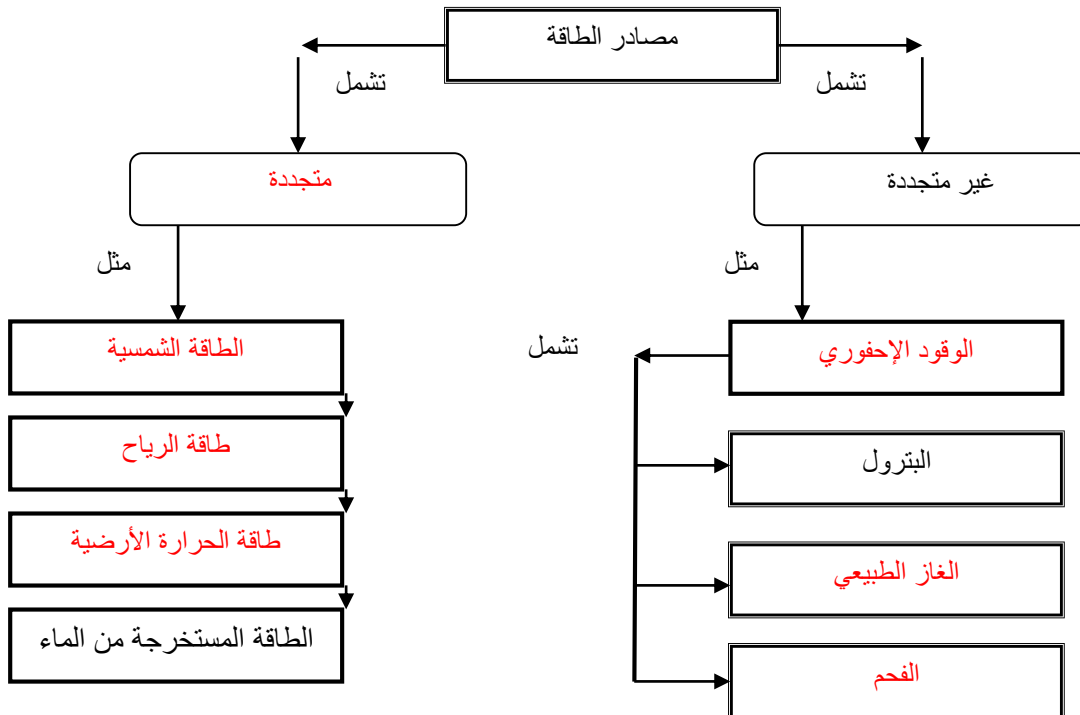 مصادر الطاقة
تشمل
تشمل
غير متجددة
متجددة
مثل
مثل
الوقود الإحفوري
تشمل
الطاقة الشمسية
البترول
طاقة الرياح
الغاز الطبيعي
طاقة الحرارة الأرضية
الفحم
الطاقة المستخرجة من الماء